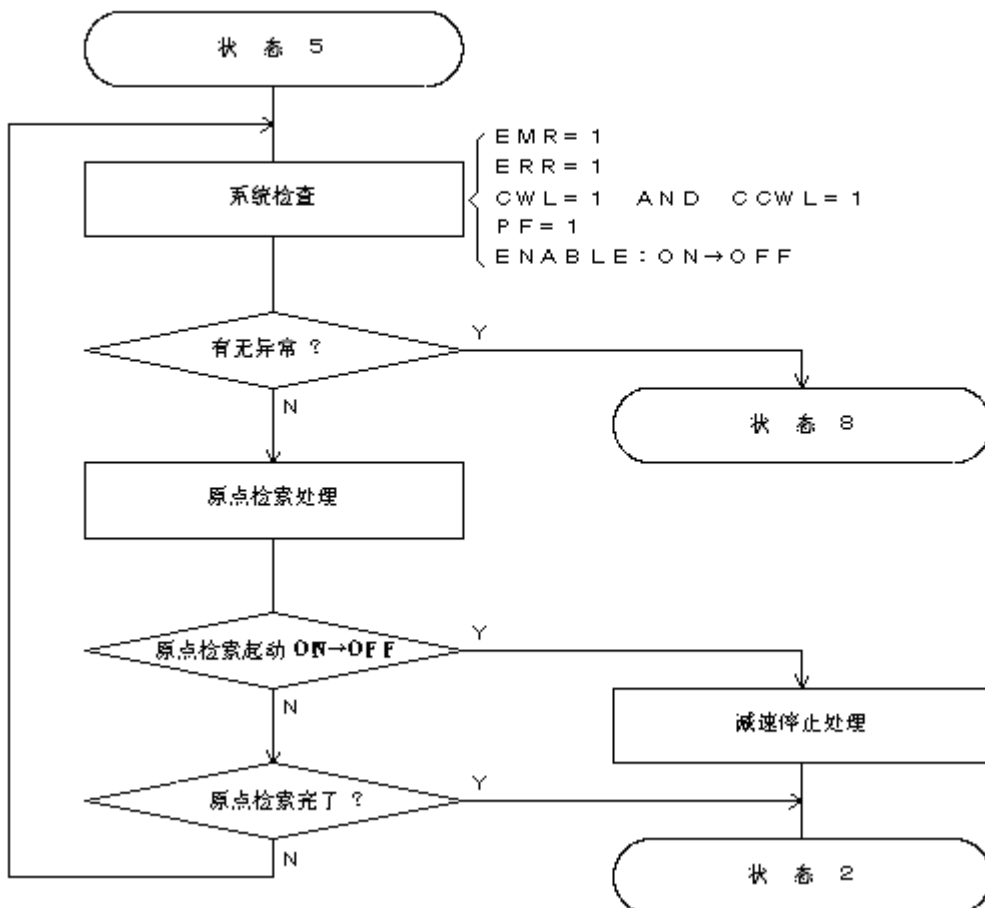 状 态 5
系统检查
EMR=1
ERR=1
CWL=1 AND CCWL=1
PF=1
ENABLE:ON→OFF
有无异常？
Y
N
状 态 8
原点检索处理
原点检索起动 ON→OFF
Y
N
减速停止处理
原点检索完了？
Y
N
状 态 2